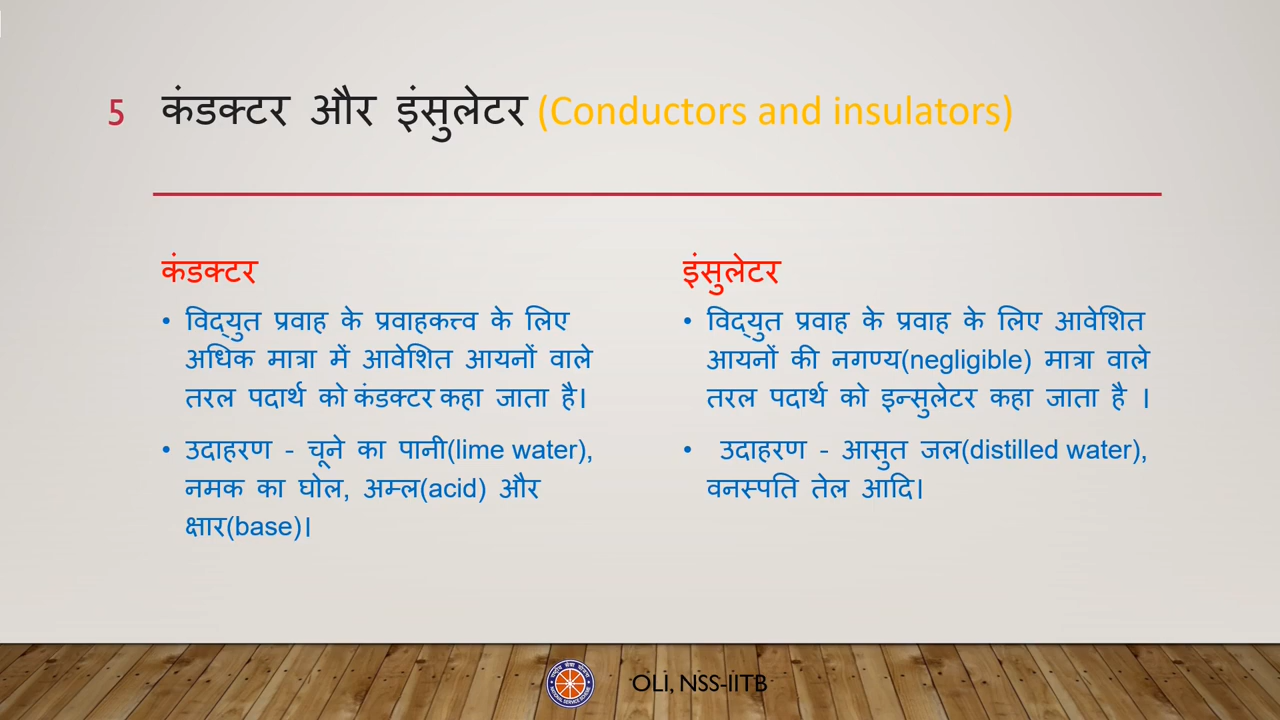 5 कंडक्टर और इंसुलेटर (Conductors and insulators)
कंडक्टर
• विद्युत प्रवाह के प्रवाहकत्त्व के लिए
अधिक मात्रा में आवेशित आयनों वाले
तरल पदार्थ को कंडक्टर कहा जाता है।
• उदाहरण - चूने का पानी(lime water),
नमक का घोल, अम्ल(acid) और
क्षार(base)।
इंसुलेटर
• विद्युत प्रवाह के प्रवाह के लिए आवेशित
आयनों की नगण्य(negligible) मात्रा वाले
तरल पदार्थ को इन्सुलेटर कहा जाता है ।
• उदाहरण - आसुत जल(distilled water),
वनस्पति तेल आदि।
OLI, NSS-IITB